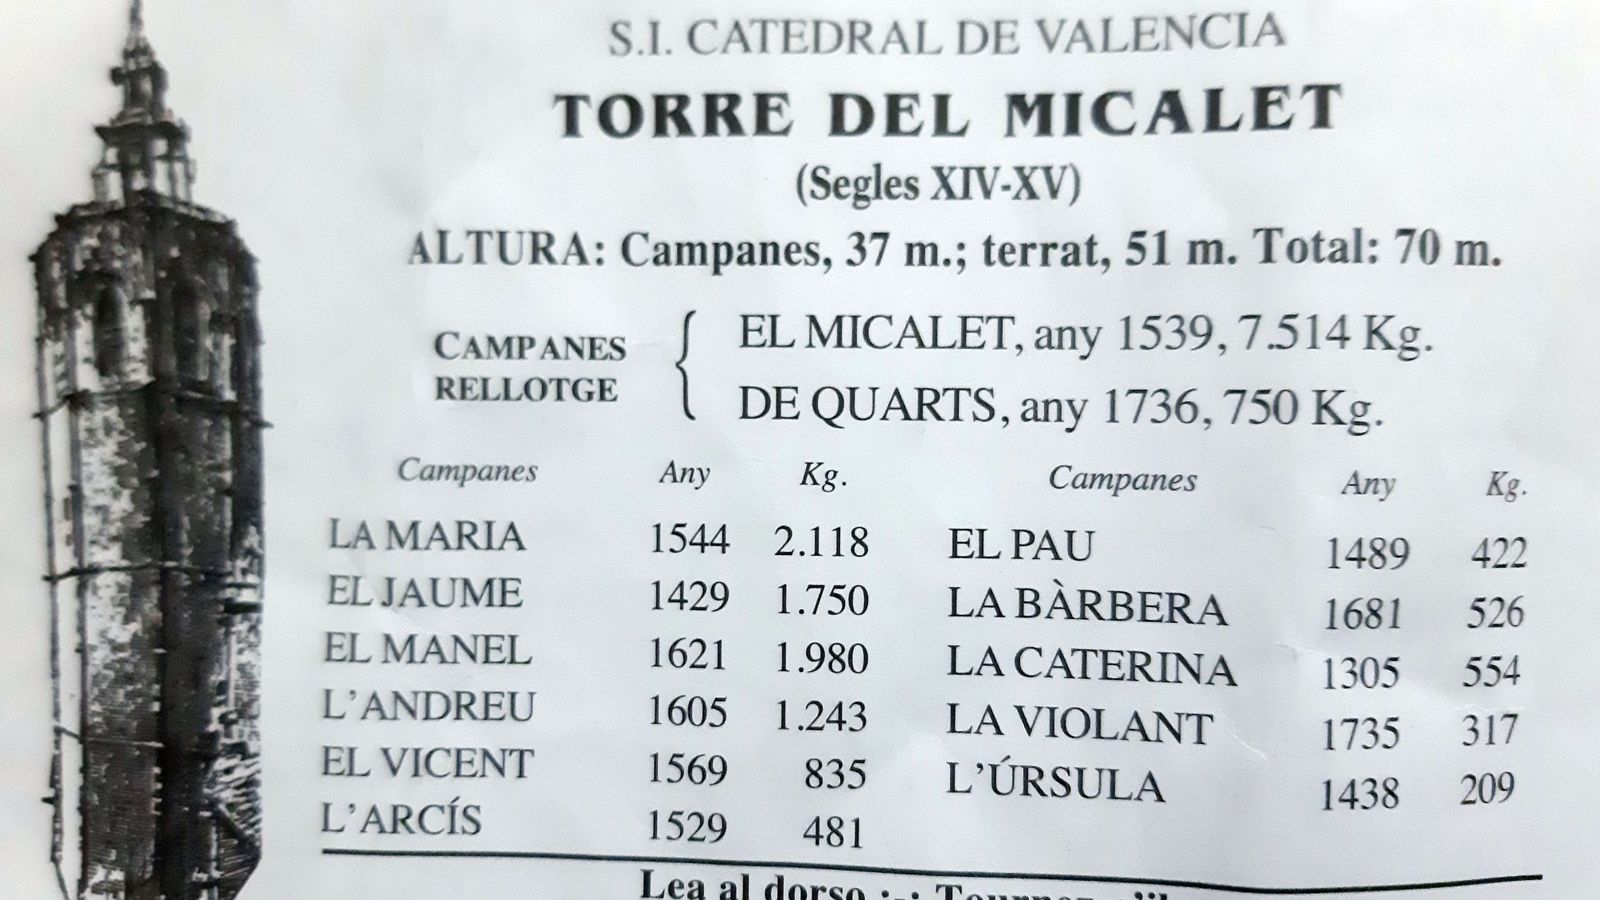 S.I. CATEDRAL DE VALENCIA
TORRE DEL MICALET
(Segles XIV-XV)
ALTURA: Campanes, 37 m.; terrat, 51 m. Total: 70 m.
CAMPANES RELLOTGE
EL MICALET, any 1539, 7.514 Kg.
DE QUARTS, any 1736, 750 Kg.
Campanes Any Kg. Campanes Any Kg.
LA MARIA 1544 2.118 EL PAU 1489 422
EL JAUME 1429 1.750 LA BÀRBERA 1681 526
EL MANEL 1621 1.980 LA CATERINA 1305 554
L'ANDREU 1605 1.243 LA VIOLANT 1735 317
EL VICENT 1569 835 L'ÚRSULA 1438 209
L'ARCÍS 1529 481
Lea al dorso :-: